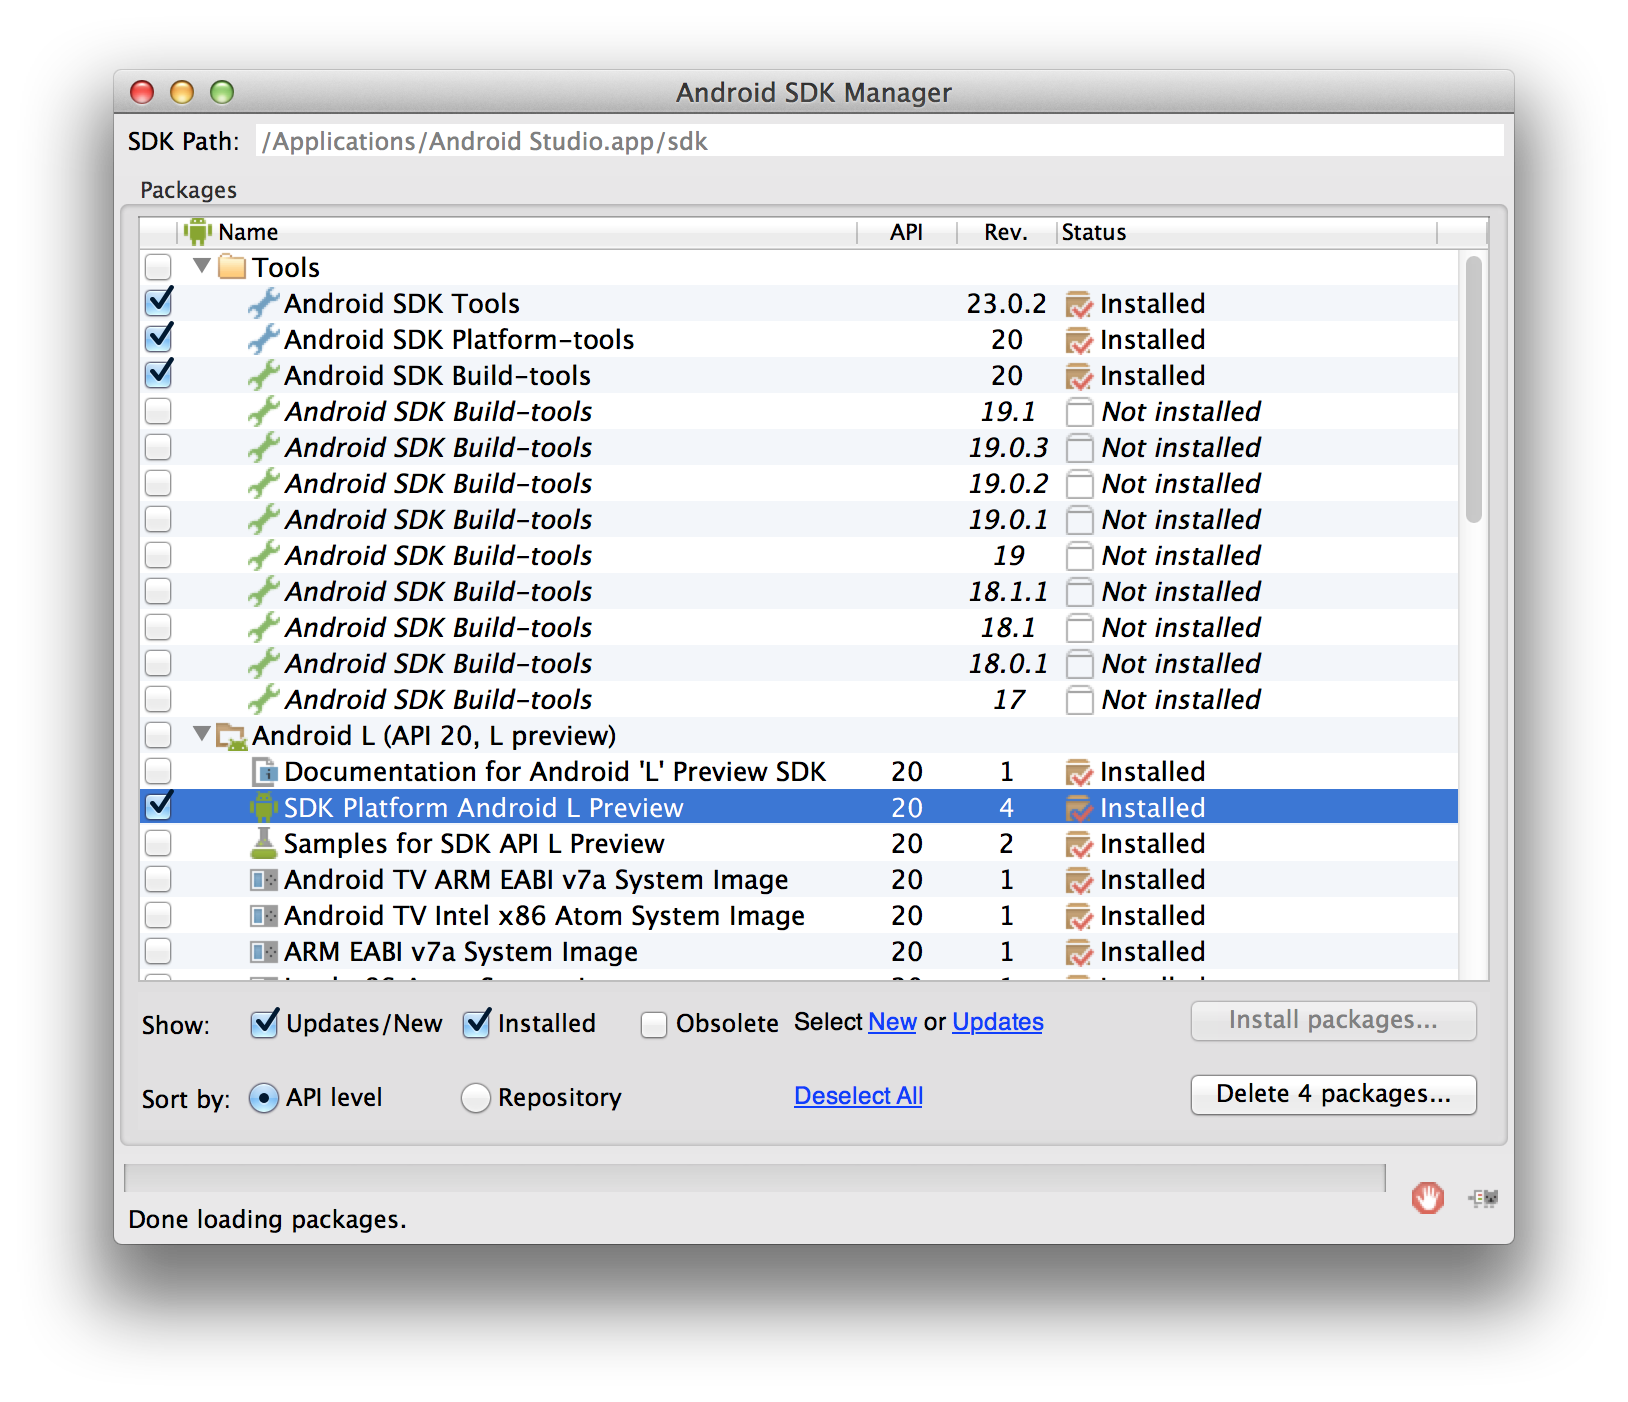 Android SDK Manager
SDK Path: /Applications/Android Studio.app/sdk
Packages
Name API Rev. Status
Tools
Android SDK Tools 23.0.2 Installed
Android SDK Platform-tools 20 Installed
Android SDK Build-tools 20 Installed
Android SDK Build-tools 19.1 Not installed
Android SDK Build-tools 19.0.3 Not installed
Android SDK Build-tools 19.0.2 Not installed
Android SDK Build-tools 19.0.1 Not installed
Android SDK Build-tools 19 Not installed
Android SDK Build-tools 18.1.1 Not installed
Android SDK Build-tools 18.1 Not installed
Android SDK Build-tools 18.0.1 Not installed
Android SDK Build-tools 17 Not installed
Android L (API 20, L preview)
Documentation for Android 'L' Preview SDK 20 1 Installed
SDK Platform Android L Preview 20 4 Installed
Samples for SDK API L Preview 20 2 Installed
Android TV ARM EABI v7a System Image 20 1 Installed
Android TV Intel x86 Atom System Image 20 1 Installed
ARM EABI v7a System Image 20 1 Installed
Show: Updates/New Installed Obsolete Select New or Updates Install packages...
Sort by: API level Repository Deselect All Delete 4 packages...
Done loading packages.